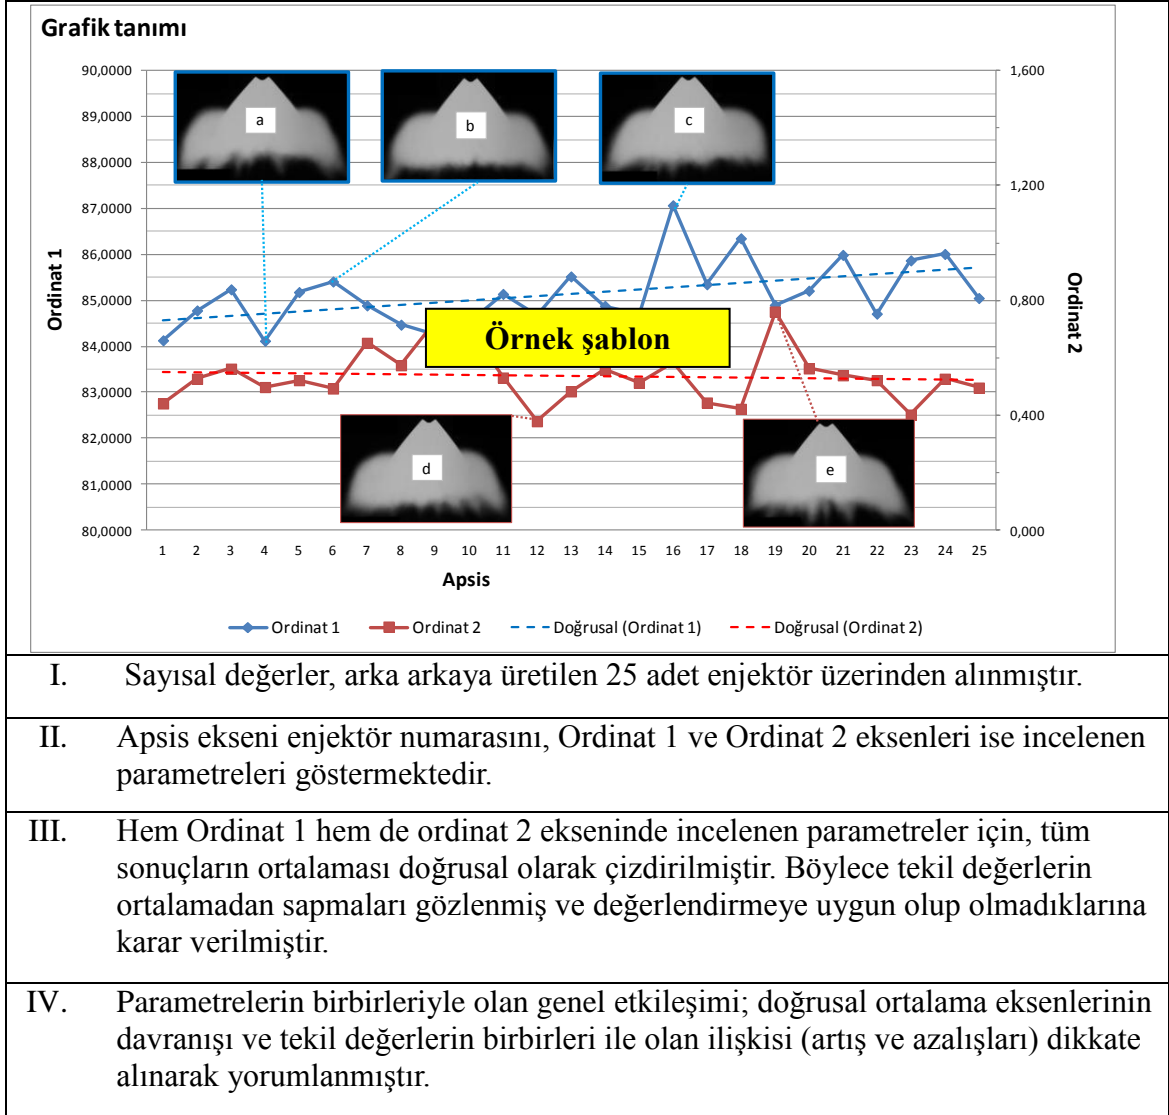 Grafik tanımı
90,0000
89,0000
88,0000
87,0000
86,0000
85,0000
84,0000
83,0000
82,0000
81,0000
80,0000
Ordinat 1
1,600
1,200
0,800
0,400
0,000
Ordinat 2
a
b
c
Örnek şablon
d
e
1 2 3 4 5 6 7 8 9 10 11 12 13 14 15 16 17 18 19 20 21 22 23 24 25
Apsis
Ordinat 1 Ordinat 2 Doğrusal (Ordinat 1) Doğrusal (Ordinat 2)
I. Sayısal değerler, arka arkaya üretilen 25 adet enjektör üzerinden alınmıştır.
II. Apsis ekseni enjektör numarasını, Ordinat 1 ve Ordinat 2 eksenleri ise incelenen
parametreleri göstermektedir.
III. Hem Ordinat 1 hem de ordinat 2 ekseninde incelenen parametreler için, tüm
sonuçların ortalaması doğrusal olarak çizdirilmiştir. Böylece tekil değerlerin
ortalamadan sapmaları gözlenmiş ve değerlendirmeye uygun olup olmadıklarına
karar verilmiştir.
IV. Parametrelerin birbirleriyle olan genel etkileşimi; doğrusal ortalama eksenlerinin
davranışı ve tekil değerlerin birbirleri ile olan ilişkisi (artış ve azalışları) dikkate
alınarak yorumlanmıştır.